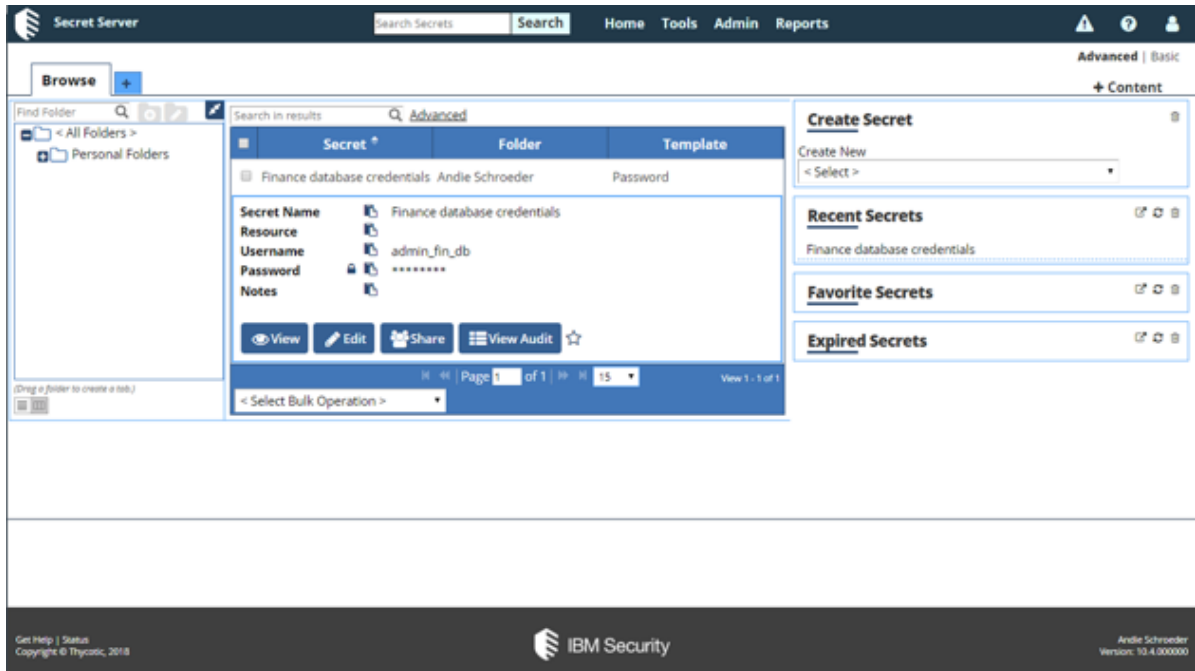 Secret Server
Search Secrets
Search
Home Tools Admin Reports
Advanced | Basic
Browse
+
+ Content
Find Folder
< All Folders >
Personal Folders
(Drag a folder to create a tab.)
Search in results
Advanced
Secret Folder Template
Finance database credentials Andie Schroeder Password
Secret Name Finance database credentials
Resource
Username admin_fin_db
Password ********
Notes
View Edit Share View Audit
Page 1 of 1 15 View 1 - 1 of 1
< Select Bulk Operation >
Create Secret
Create New
< Select >
Recent Secrets
Finance database credentials
Favorite Secrets
Expired Secrets
Get Help | Status
Copyright © Thycotic, 2018
IBM Security
Andie Schroeder
Version: 10.4.000000